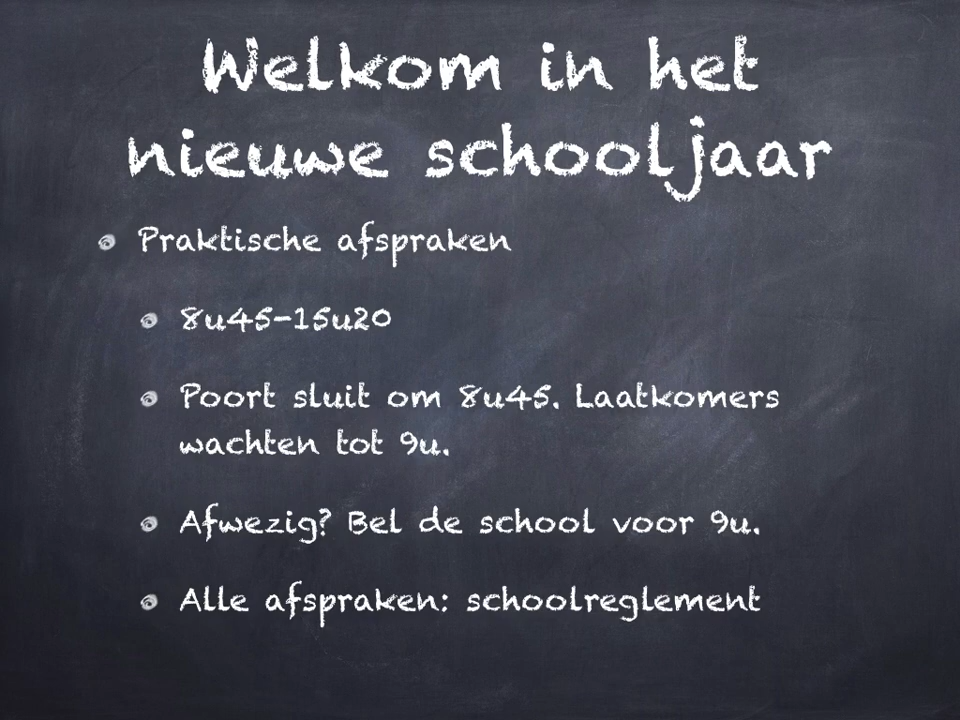 Welkom in het
nieuwe schooljaar
Praktische afspraken
8u45-15u20
Poort sluit om 8u45. Laatkomers
wachten tot 9u.
Afwezig? Bel de school voor 9u.
Alle afspraken: schoolreglement